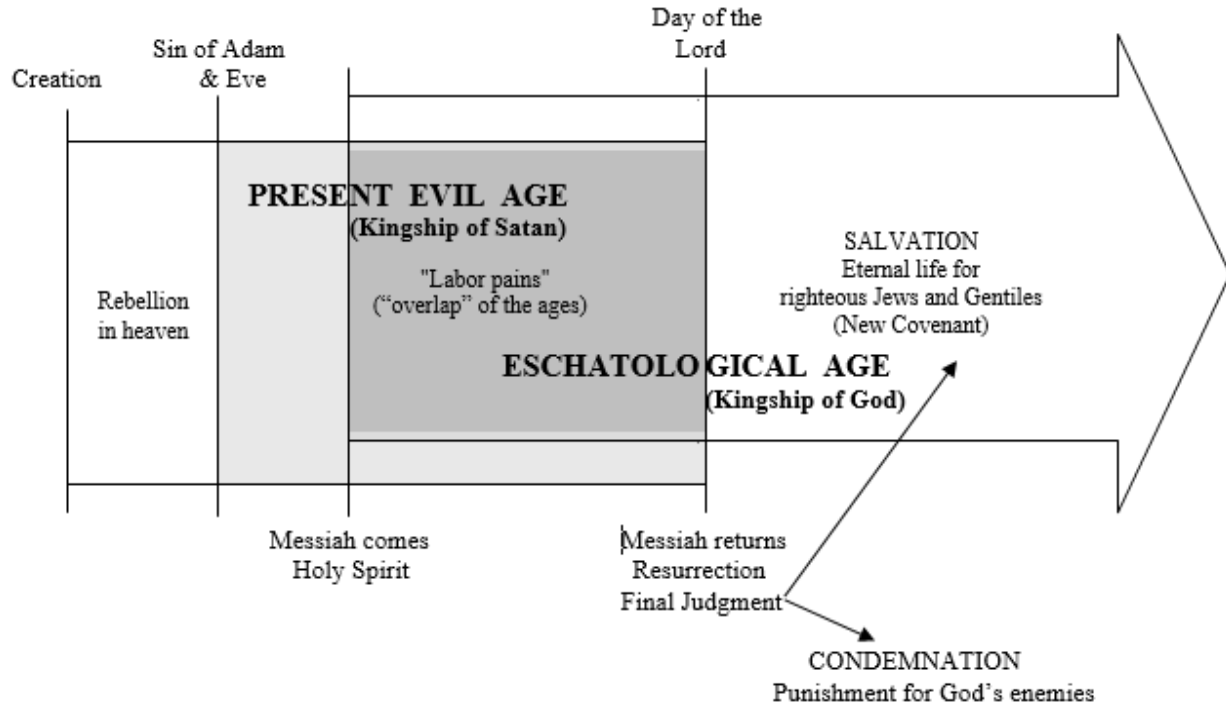 Day of the
Lord
Sin of Adam
& Eve
Creation
PRESENT EVIL AGE
(Kingship of Satan)
"Labor pains"
(“overlap” of the ages)
Rebellion
in heaven
SALVATION
Eternal life for
righteous Jews and Gentiles
(New Covenant)
ESCHATOLOGICAL AGE
(Kingship of God)
Messiah comes
Holy Spirit
Messiah returns
Resurrection
Final Judgment
CONDEMNATION
Punishment for God’s enemies